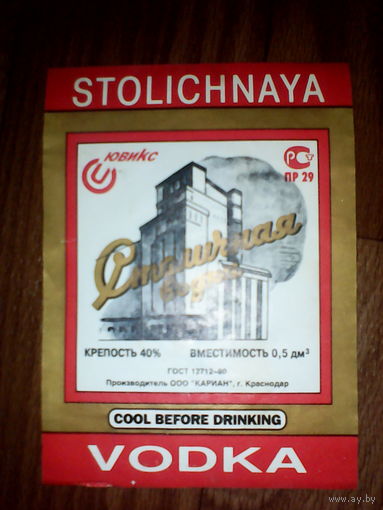 STOLICHNAYA
ЮВИКС
РСТ
ПР 29
Столичная
водка
КРЕПОСТЬ 40% ВМЕСТИМОСТЬ 0,5 дм³
ГОСТ 12712-80
Производитель ООО "КАРИАН", г. Краснодар
COOL BEFORE DRINKING
VODKA
www.ay.by